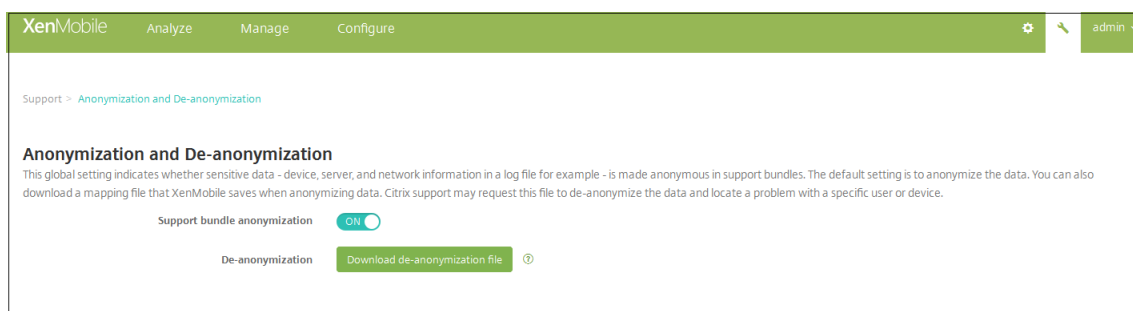 XenMobile Analyze Manage Configure admin
Support > Anonymization and De-anonymization
Anonymization and De-anonymization
This global setting indicates whether sensitive data - device, server, and network information in a log file for example - is made anonymous in support bundles. The default setting is to anonymize the data. You can also
download a mapping file that XenMobile saves when anonymizing data. Citrix support may request this file to de-anonymize the data and locate a problem with a specific user or device.
Support bundle anonymization ON
De-anonymization Download de-anonymization file ?